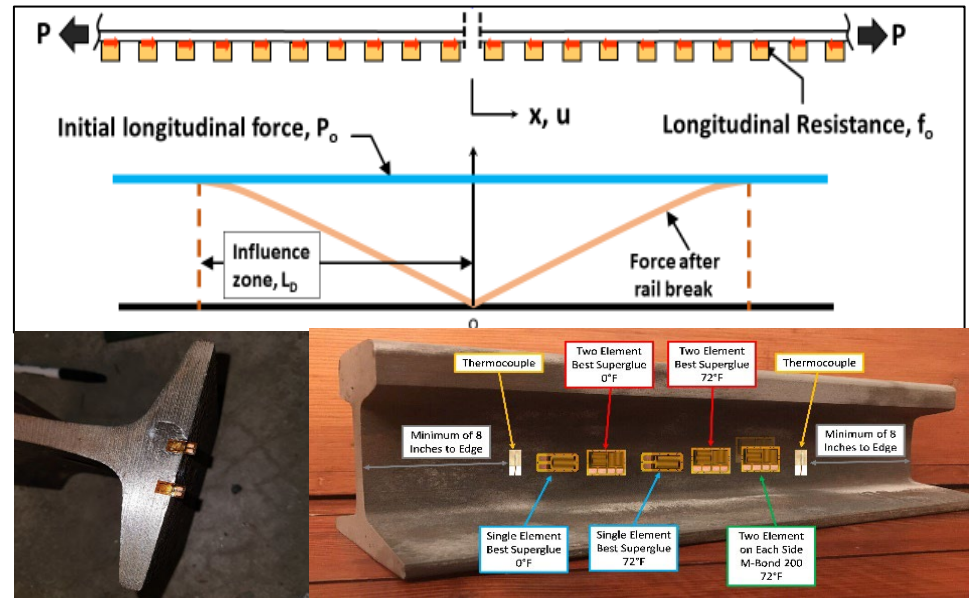 P
P
x, u
Initial longitudinal force, Pₒ
Longitudinal Resistance, fₒ
Influence
zone, L_D
Force after
rail break
Thermocouple
Two Element
Best Superglue
0°F
Two Element
Best Superglue
72°F
Thermocouple
Minimum of 8
Inches to Edge
Minimum of 8
Inches to Edge
Single Element
Best Superglue
0°F
Single Element
Best Superglue
72°F
Two Element
on Each Side
M-Bond 200
72°F